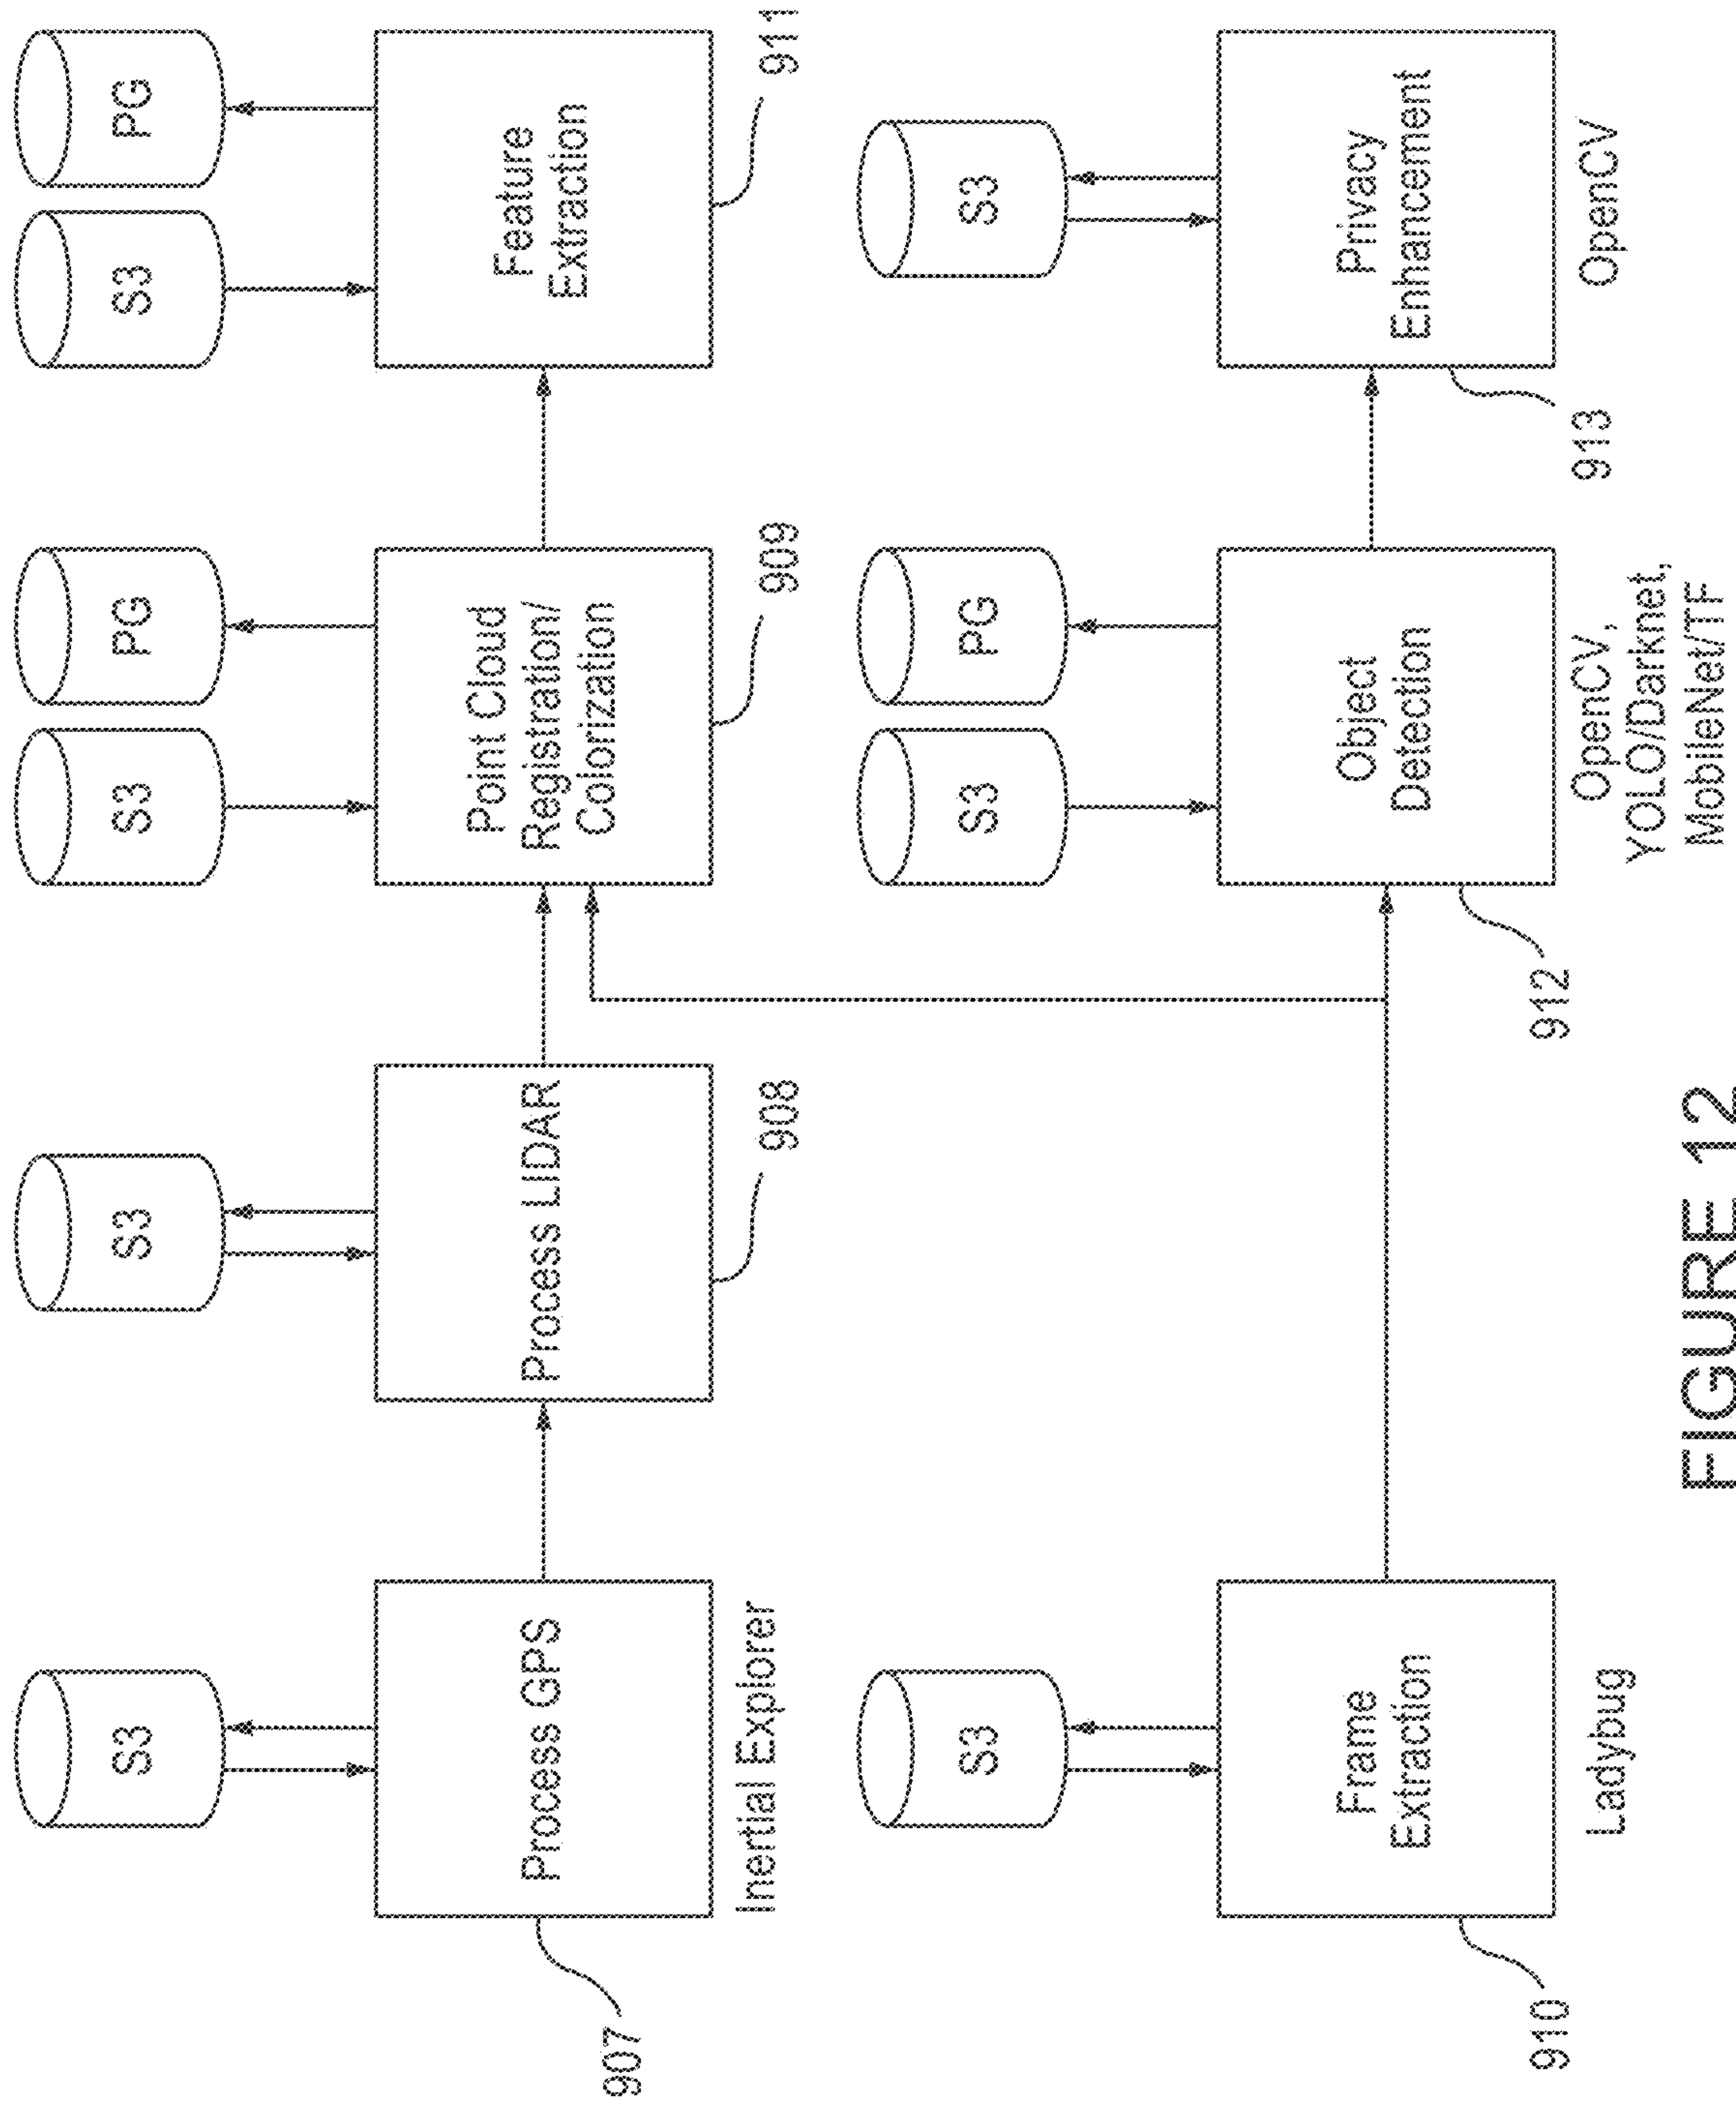 S3
S3
S3
PG
S3
PG
Process GPS
Process LIDAR
Point Cloud
Registration/
Colorization
Feature
Extraction
907
Inertial Explorer
908
909
911
S3
S3
PG
S3
Frame
Extraction
Object
Detection
Privacy
Enhancement
910
Ladybug
912
OpenCV,
YOLO/Darknet,
MobileNet/TF
913
OpenCV
FIGURE 12